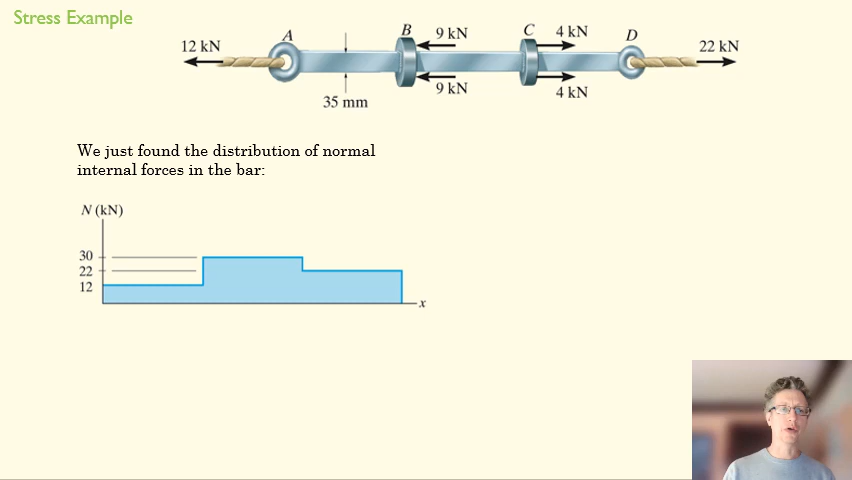 Stress Example
12 kN
A
B
9 kN
C
4 kN
D
22 kN
35 mm
9 kN
4 kN
We just found the distribution of normal
internal forces in the bar:
N (kN)
30
22
12
x